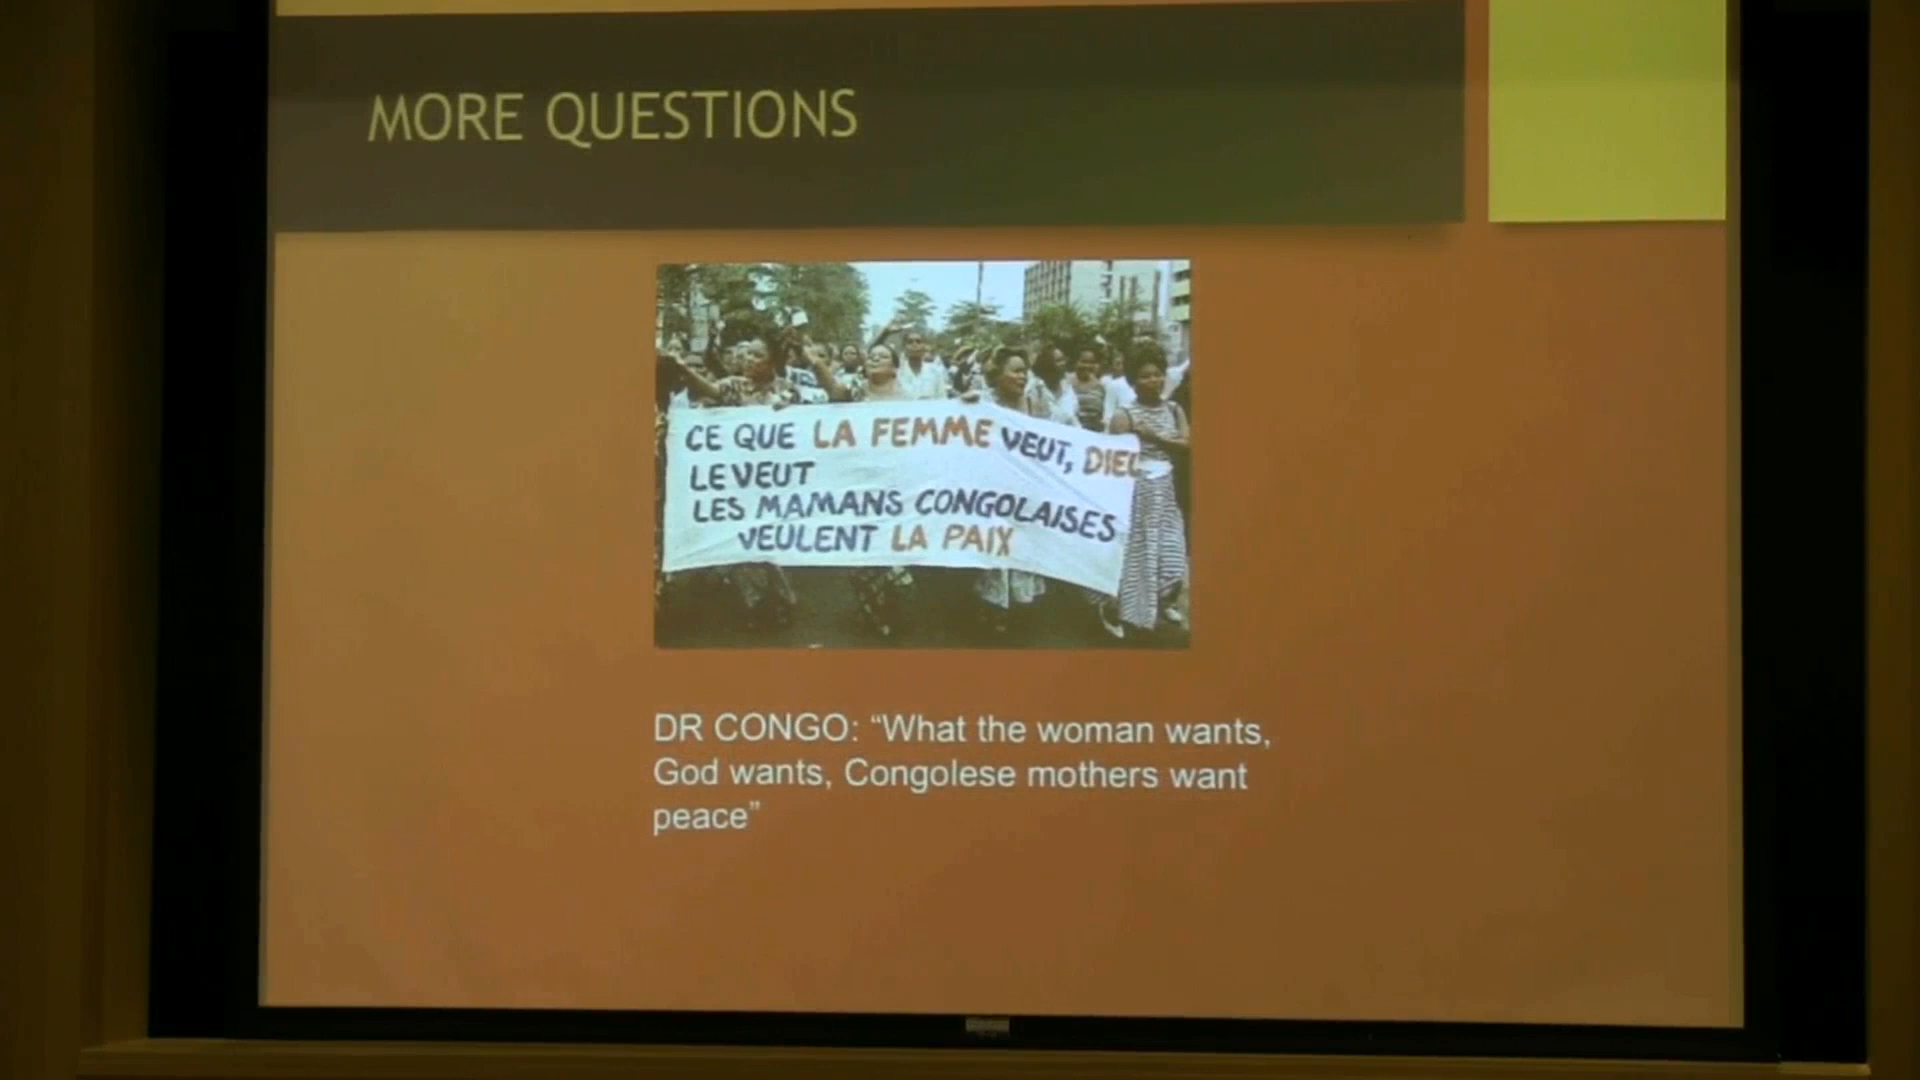 MORE QUESTIONS
CE QUE LA FEMME VEUT, DIEU
LE VEUT
LES MAMANS CONGOLAISES
VEULENT LA PAIX
DR CONGO: “What the woman wants,
God wants, Congolese mothers want
peace”